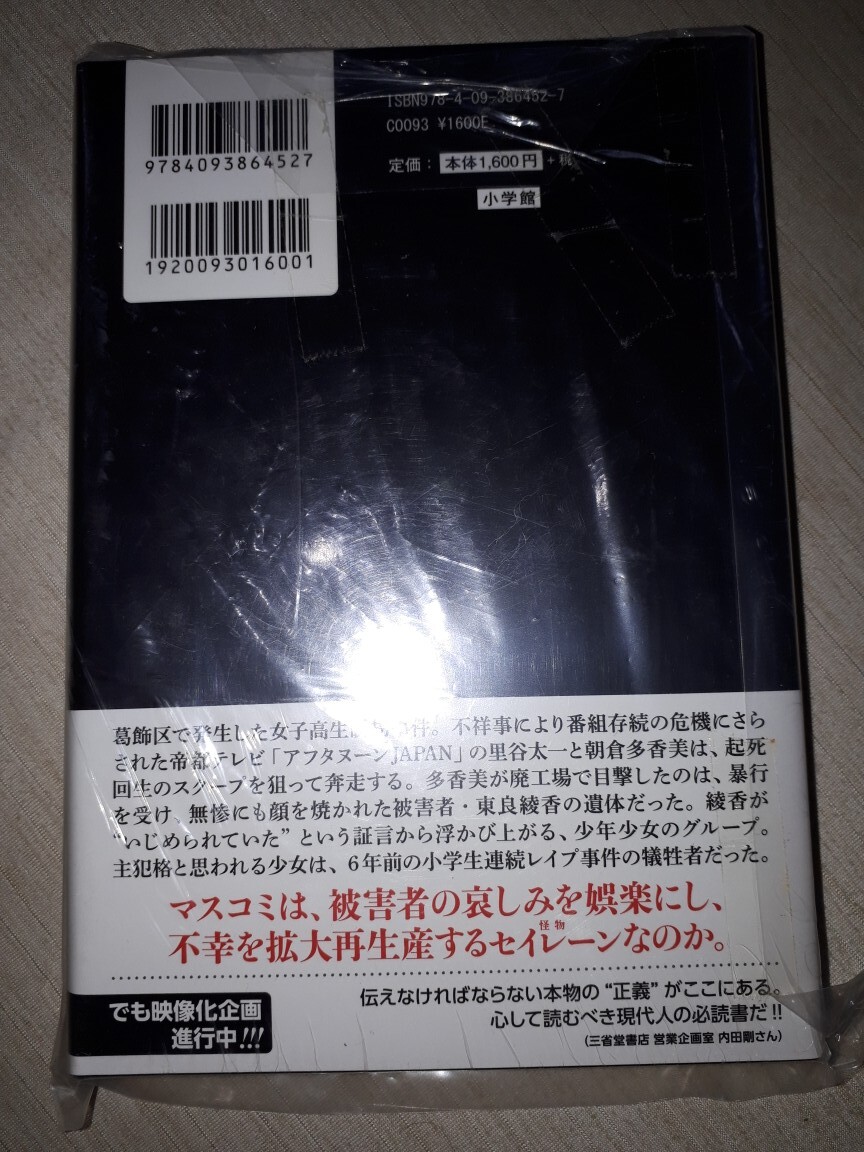 ISBN978-4-09-386452-7
C0093 ¥1600E
9784093864527
定価： 本体1,600円 +税
小学館
1920093016001
葛飾区で発生した女子高生 事件。不祥事により番組存続の危機にさら
された帝都テレビ「アフタヌーンJAPAN」の里谷太一と朝倉多香美は、起死
回生のスクープを狙って奔走する。多香美が廃工場で目撃したのは、暴行
を受け、無惨にも顔を焼かれた被害者・東良綾香の遺体だった。綾香が
“いじめられていた”という証言から浮かび上がる、少年少女のグループ。
主犯格と思われる少女は、6年前の小学生連続レイプ事件の犠牲者だった。
マスコミは、被害者の哀しみを娯楽にし、
怪物
不幸を拡大再生産するセイレーンなのか。
でも映像化企画
進行中!!!
伝えなければならない本物の“正義”がここにある。
心して読むべき現代人の必読書だ!!
（三省堂書店 営業企画室 内田剛さん）